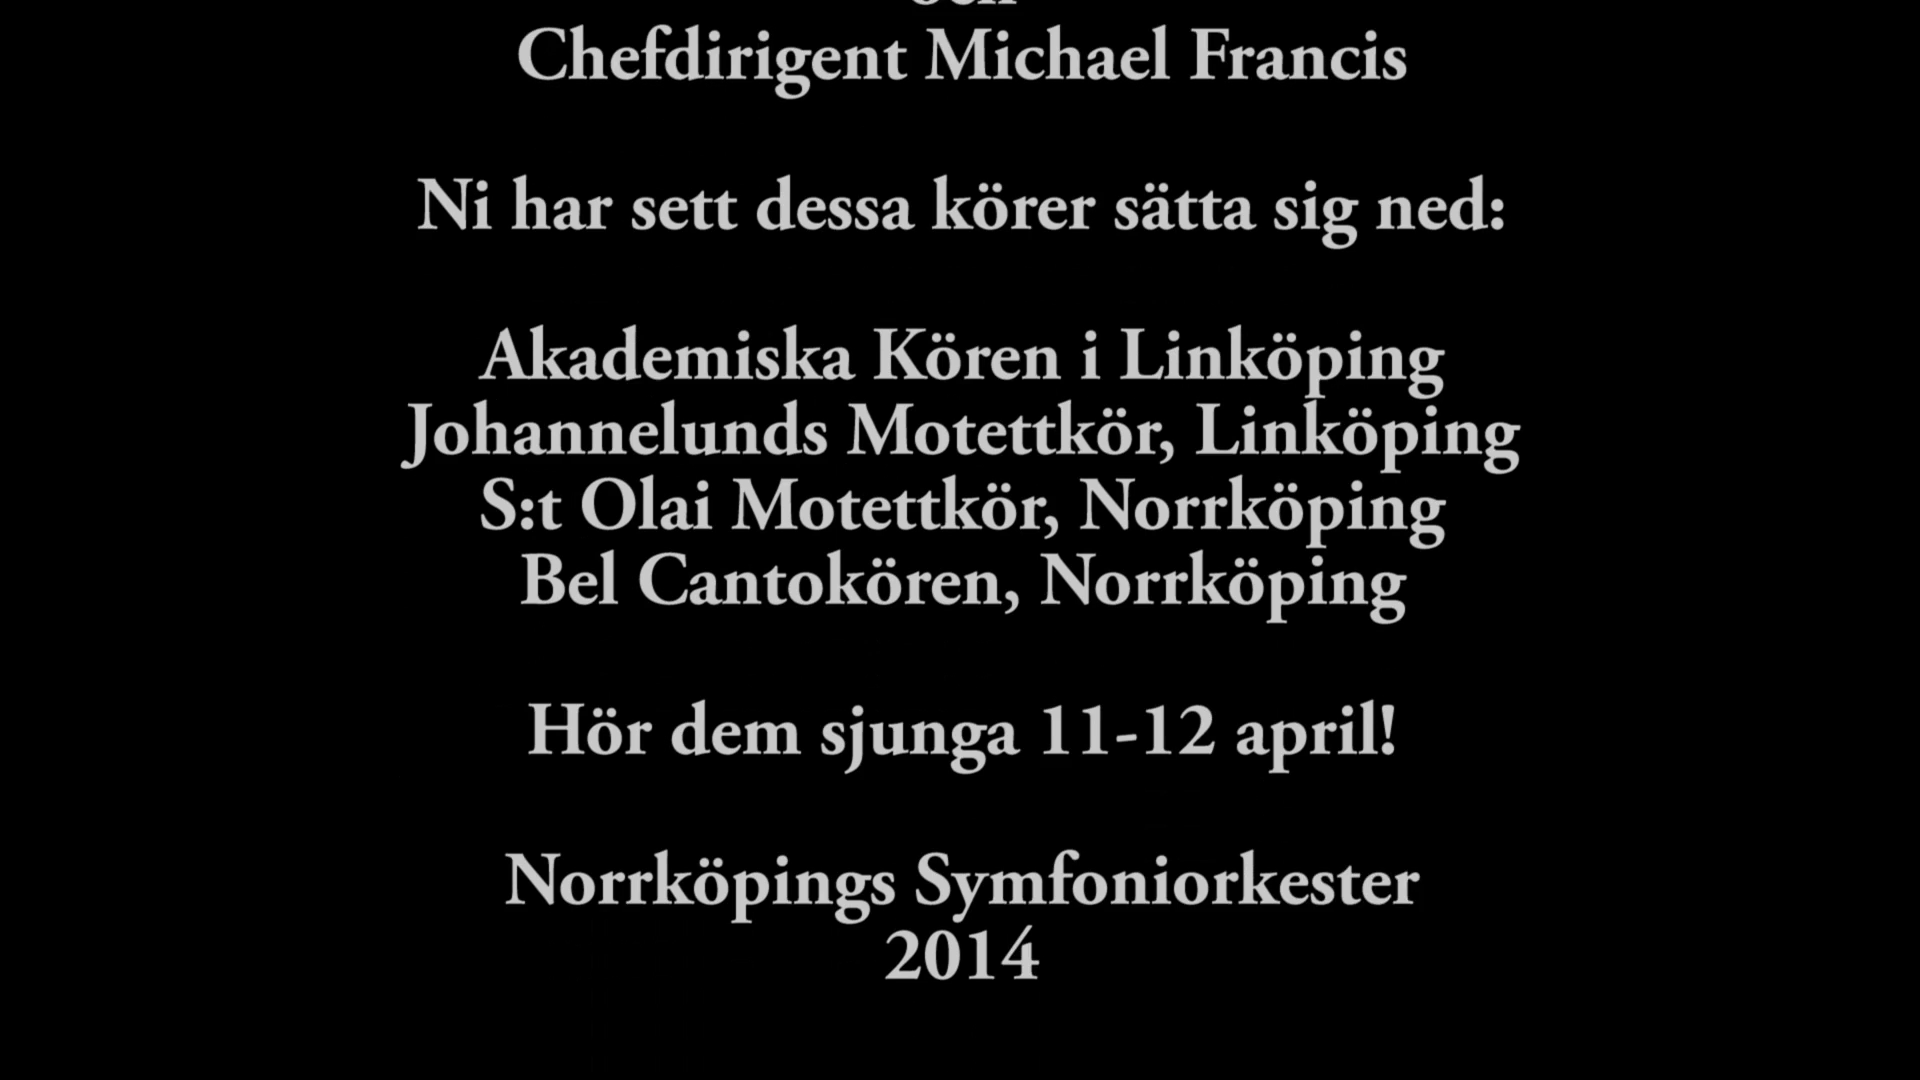 och
Chefdirigent Michael Francis
Ni har sett dessa körer sätta sig ned:
Akademiska Kören i Linköping
Johannelunds Motettkör, Linköping
S:t Olai Motettkör, Norrköping
Bel Cantokören, Norrköping
Hör dem sjunga 11-12 april!
Norrköpings Symfoniorkester
2014